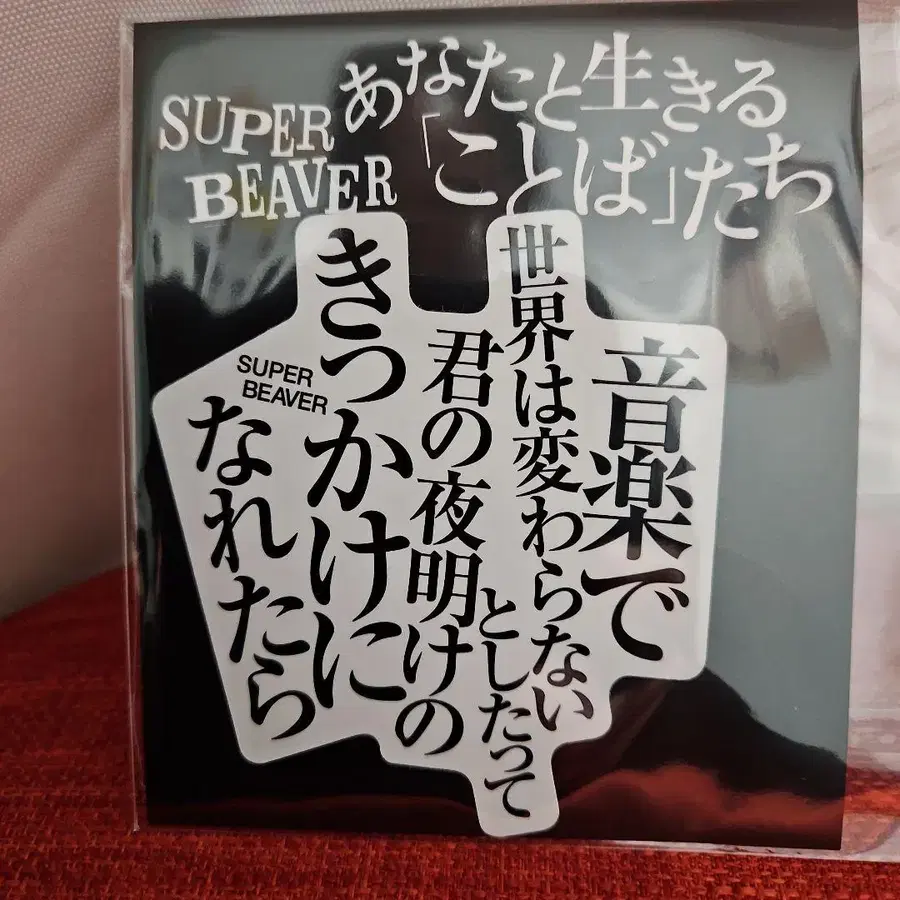 SUPER
BEAVER
あなたと生きる
「ことば」たち
音楽で
世界は変わらない
としたって
君の夜明けの
きっかけに
なれたら
SUPER
BEAVER